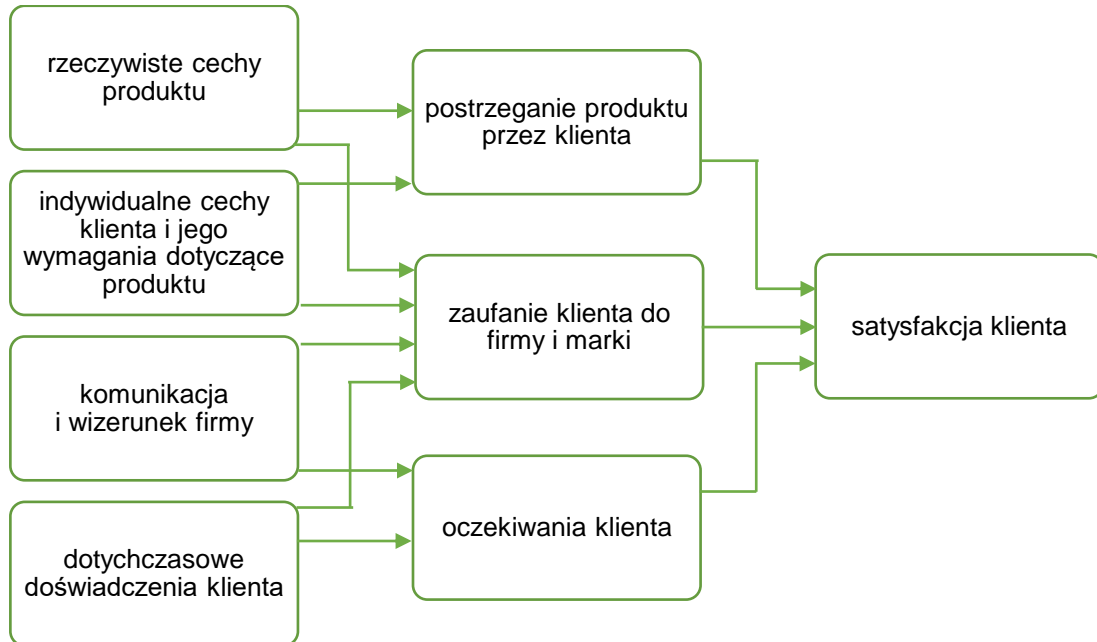 rzeczywiste cechy
produktu
indywidualne cechy
klienta i jego
wymagania dotyczące
produktu
komunikacja
i wizerunek firmy
dotychczasowe
doświadczenia klienta
postrzeganie produktu
przez klienta
zaufanie klienta do
firmy i marki
oczekiwania klienta
satysfakcja klienta